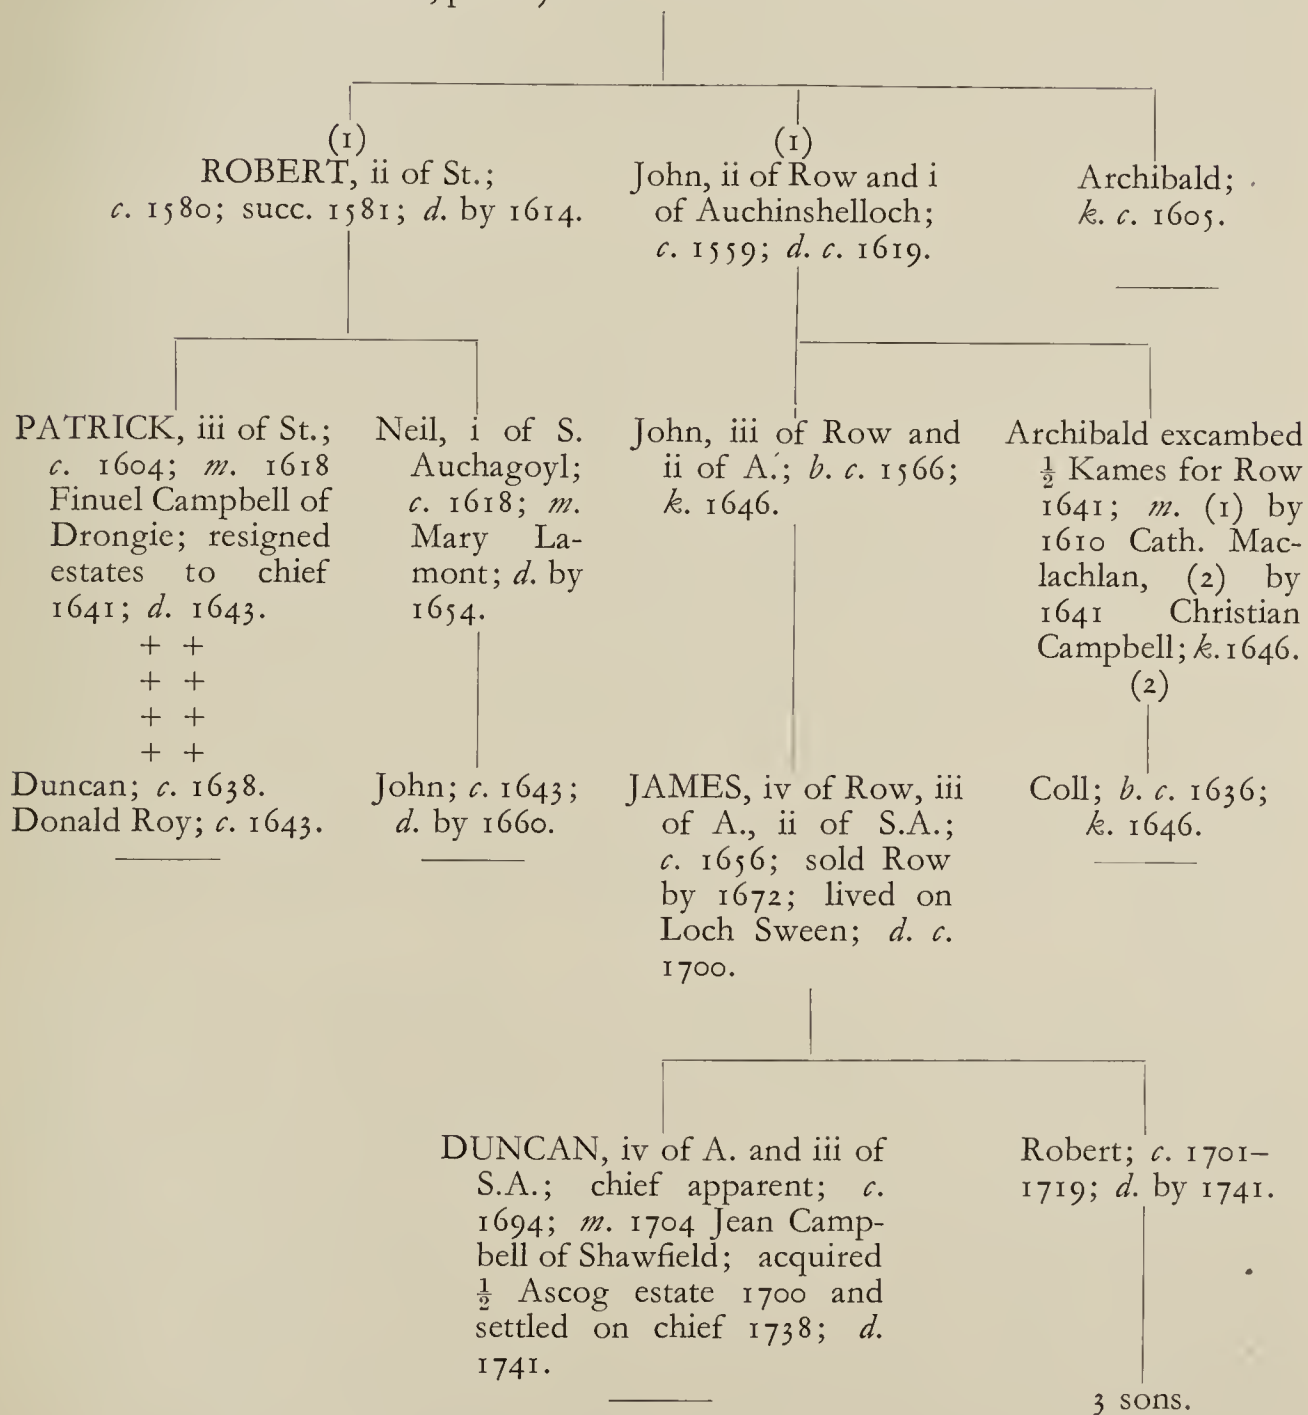 (1)
ROBERT, ii of St.;
c. 1580; succ. 1581; d. by 1614.
(1)
John, ii of Row and i
of Auchinshelloch;
c. 1559; d. c. 1619.
Archibald;
k. c. 1605.
PATRICK, iii of St.;
c. 1604; m. 1618
Finuel Campbell of
Drongie; resigned
estates to chief
1641; d. 1643.
+ +
+ +
+ +
+ +
Duncan; c. 1638.
Donald Roy; c. 1643.
Neil, i of S.
Auchagoyl;
c. 1618; m.
Mary La-
mont; d. by
1654.
John; c. 1643;
d. by 1660.
John, iii of Row and
ii of A.; b. c. 1566;
k. 1646.
JAMES, iv of Row, iii
of A., ii of S.A.;
c. 1656; sold Row
by 1672; lived on
Loch Sween; d. c.
1700.
Archibald excambed
½ Kames for Row
1641; m. (1) by
1610 Cath. Mac-
lachlan, (2) by
1641 Christian
Campbell; k. 1646.
(2)
Coll; b. c. 1636;
k. 1646.
DUNCAN, iv of A. and iii of
S.A.; chief apparent; c.
1694; m. 1704 Jean Camp-
bell of Shawfield; acquired
½ Ascog estate 1700 and
settled on chief 1738; d.
1741.
Robert; c. 1701–
1719; d. by 1741.
3 sons.